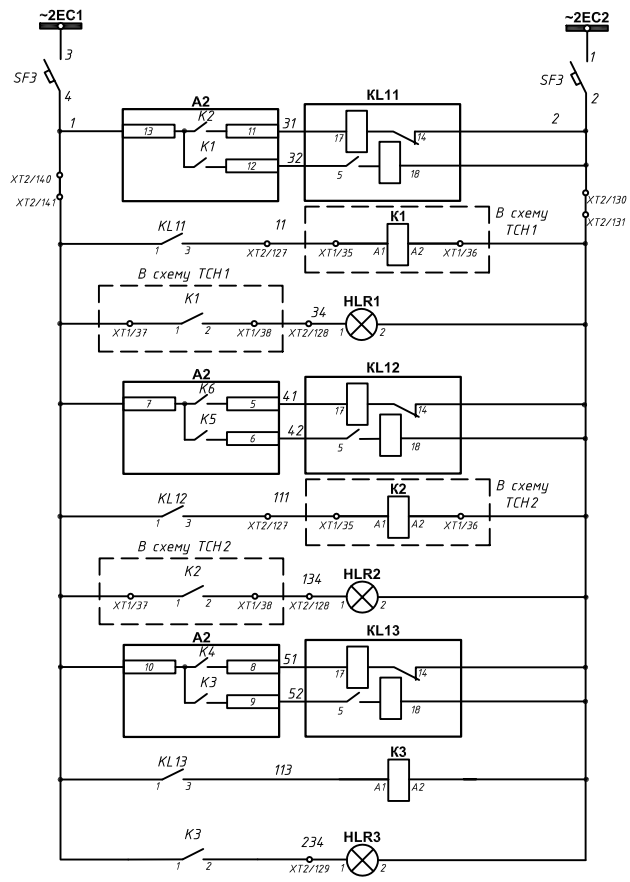 ~2EC1 ~2EC2
3 1
SF3 SF3
4 2
A2 KL11
1 K2 31 2
13 11 17 14
K1 32
12 5 18
XT2/140 XT2/130
XT2/141 XT2/131
В схему
ТСН1
KL11 11 K1
1 3 XT2/127 XT1/35 A1 A2 XT1/36
В схему ТСН1
K1 34 HLR1
XT1/37 1 2 XT1/38 XT2/128 1 2
A2 KL12
K6 41
7 5 17 14
K5 42
6 5 18
В схему
ТСН2
KL12 111 K2
1 3 XT2/127 XT1/35 A1 A2 XT1/36
В схему ТСН2
K2 134 HLR2
XT1/37 1 2 XT1/38 XT2/128 1 2
A2 KL13
K4 51
10 8 17 14
K3 52
9 5 18
KL13 113 K3
1 3 A1 A2
K3 234 HLR3
1 2 XT2/129 1 2